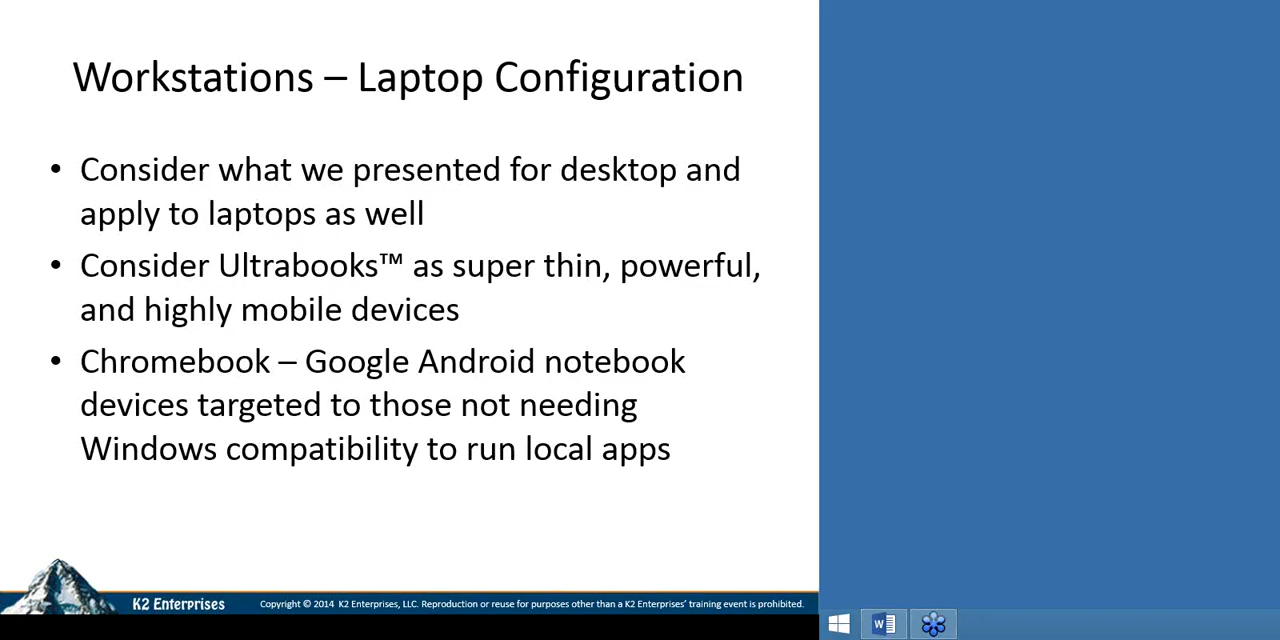 Workstations – Laptop Configuration
• Consider what we presented for desktop and
apply to laptops as well
• Consider Ultrabooks™ as super thin, powerful,
and highly mobile devices
• Chromebook – Google Android notebook
devices targeted to those not needing
Windows compatibility to run local apps
K2 Enterprises
Copyright © 2014 K2 Enterprises, LLC. Reproduction or reuse for purposes other than a K2 Enterprises' training event is prohibited.
W